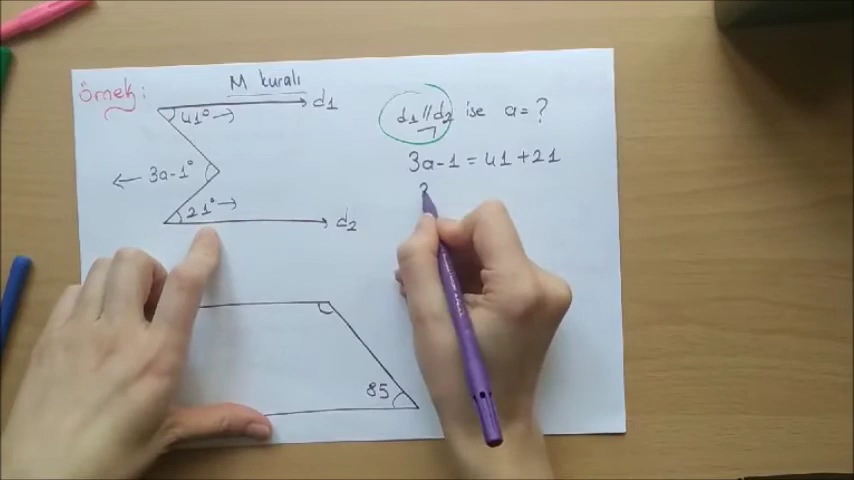 Örnek:
M kuralı
41° →
d1
← 3a-1°
21° →
d2
d1 // d2 ise a = ?
3a-1 = 41 + 21
85